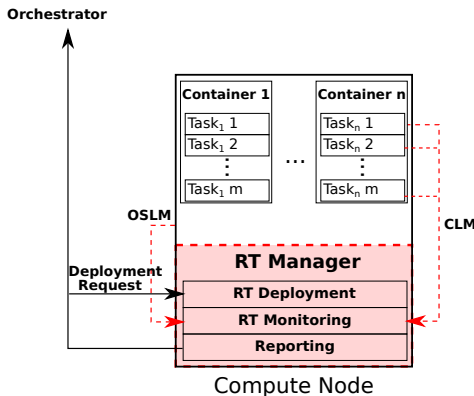 Orchestrator
Container 1
Task₁ 1
Task₁ 2
Task₁ m
...
Container n
Taskₙ 1
Taskₙ 2
Taskₙ m
OSLM
CLM
RT Manager
Deployment
Request
RT Deployment
RT Monitoring
Reporting
Compute Node